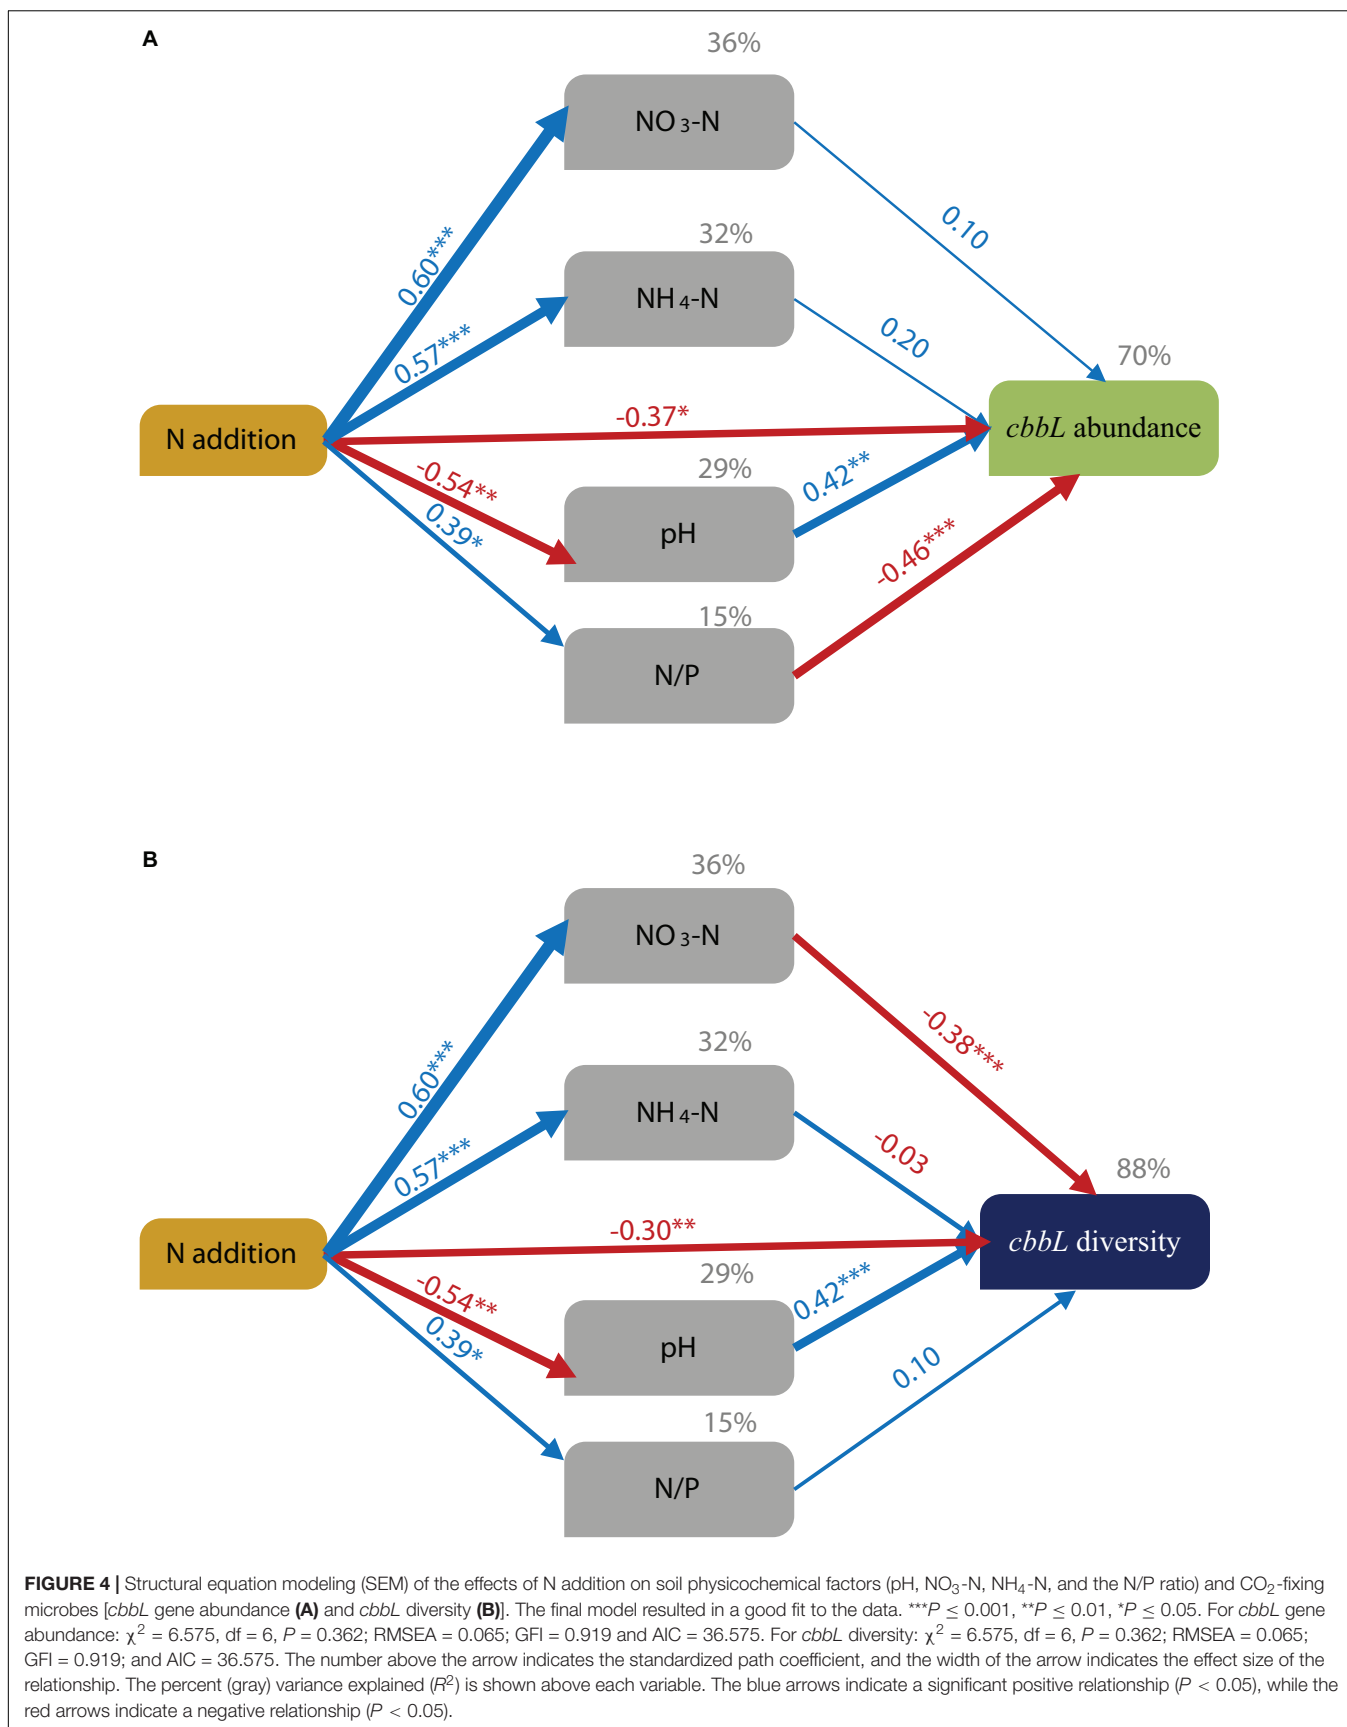 A
36%
NO3-N
0.10
0.60***
32%
NH4-N
0.57***
0.20
70%
cbbL abundance
N addition
-0.37*
-0.54**
29%
0.42**
0.39*
pH
-0.46***
15%
N/P
B
36%
NO3-N
-0.38***
0.60***
32%
NH4-N
0.57***
-0.03
88%
cbbL diversity
N addition
-0.30**
-0.54**
29%
0.42***
0.39*
pH
0.10
15%
N/P
FIGURE 4 | Structural equation modeling (SEM) of the effects of N addition on soil physicochemical factors (pH, NO3-N, NH4-N, and the N/P ratio) and CO2-fixing
microbes [cbbL gene abundance (A) and cbbL diversity (B)]. The final model resulted in a good fit to the data. ***P ≤ 0.001, **P ≤ 0.01, *P ≤ 0.05. For cbbL gene
abundance: χ2 = 6.575, df = 6, P = 0.362; RMSEA = 0.065; GFI = 0.919 and AIC = 36.575. For cbbL diversity: χ2 = 6.575, df = 6, P = 0.362; RMSEA = 0.065;
GFI = 0.919; and AIC = 36.575. The number above the arrow indicates the standardized path coefficient, and the width of the arrow indicates the effect size of the
relationship. The percent (gray) variance explained (R2) is shown above each variable. The blue arrows indicate a significant positive relationship (P < 0.05), while the
red arrows indicate a negative relationship (P < 0.05).